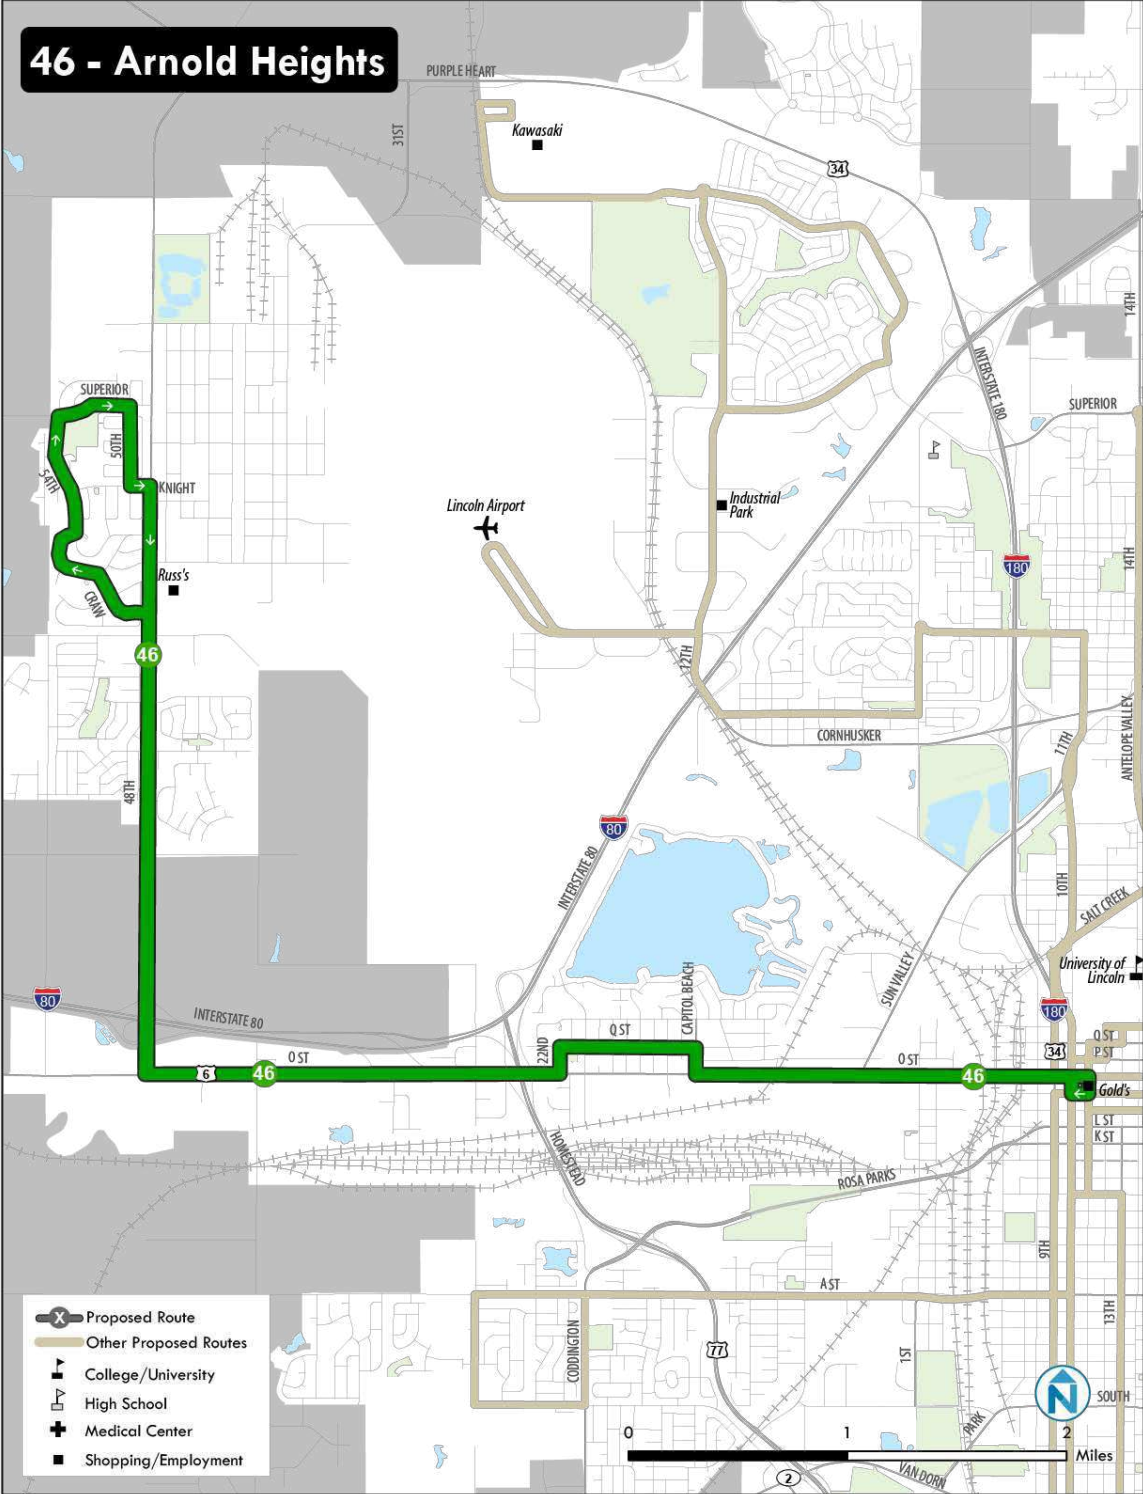 46 - Arnold Heights
PURPLE HEART
31ST
Kawasaki
34
14TH
INTERSTATE 180
SUPERIOR
SUPERIOR
50TH
54TH
KNIGHT
Lincoln Airport
Industrial
Park
14TH
180
Russ's
CRAW
46
12TH
CORNHUSKER
11TH
ANTELOPE VALLEY
48TH
80
INTERSTATE 80
10TH
SALT CREEK
University of
Lincoln
SUN VALLEY
CAPITOL BEACH
80
INTERSTATE 80
180
Q ST
22ND
O ST
O ST
34
Q ST
P ST
6
46
46
Gold's
L ST
K ST
HOMESTEAD
ROSA PARKS
9TH
A ST
13TH
CODDINGTON
77
1ST
SOUTH
PARK
VAN DORN
2
N
0 1 2
Miles
X Proposed Route
Other Proposed Routes
College/University
High School
Medical Center
Shopping/Employment